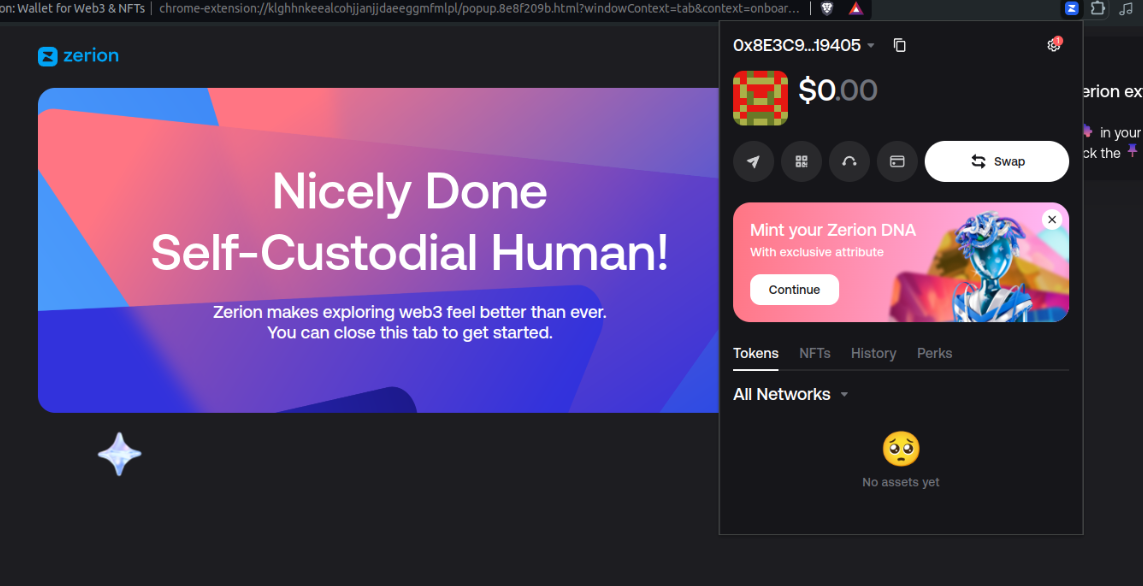 on: Wallet for Web3 & NFTs
chrome-extension://klghhnkeealcohjjanjjdaeeggmfmlpl/popup.8e8f209b.html?windowContext=tab&context=onboar...
zerion
Nicely Done
Self-Custodial Human!
Zerion makes exploring web3 feel better than ever.
You can close this tab to get started.
0x8E3C9...19405
1
$0.00
Swap
Mint your Zerion DNA
With exclusive attribute
Continue
Tokens NFTs History Perks
All Networks
No assets yet
erion ex
in your
ck the